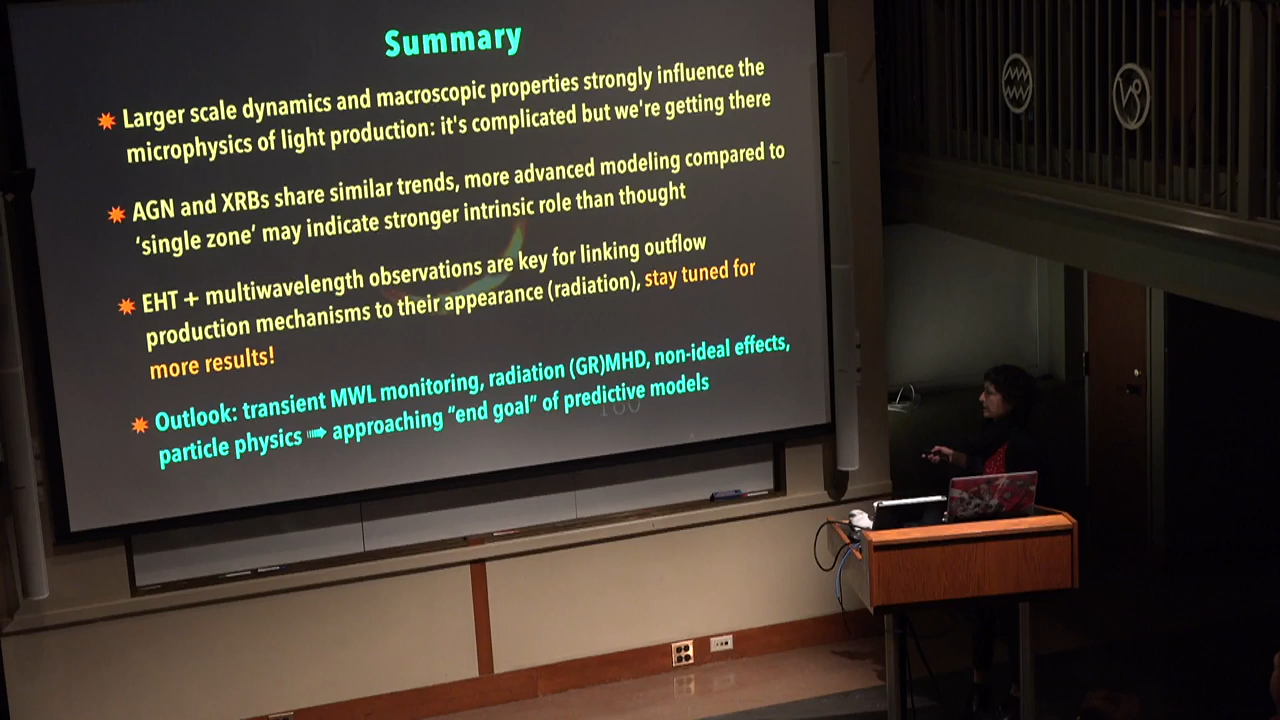 Summary
Larger scale dynamics and macroscopic properties strongly influence the
microphysics of light production: it's complicated but we're getting there
AGN and XRBs share similar trends, more advanced modeling compared to
‘single zone’ may indicate stronger intrinsic role than thought
EHT + multiwavelength observations are key for linking outflow
production mechanisms to their appearance (radiation), stay tuned for
more results!
Outlook: transient MWL monitoring, radiation (GR)MHD, non-ideal effects,
particle physics ➠ approaching “end goal” of predictive models